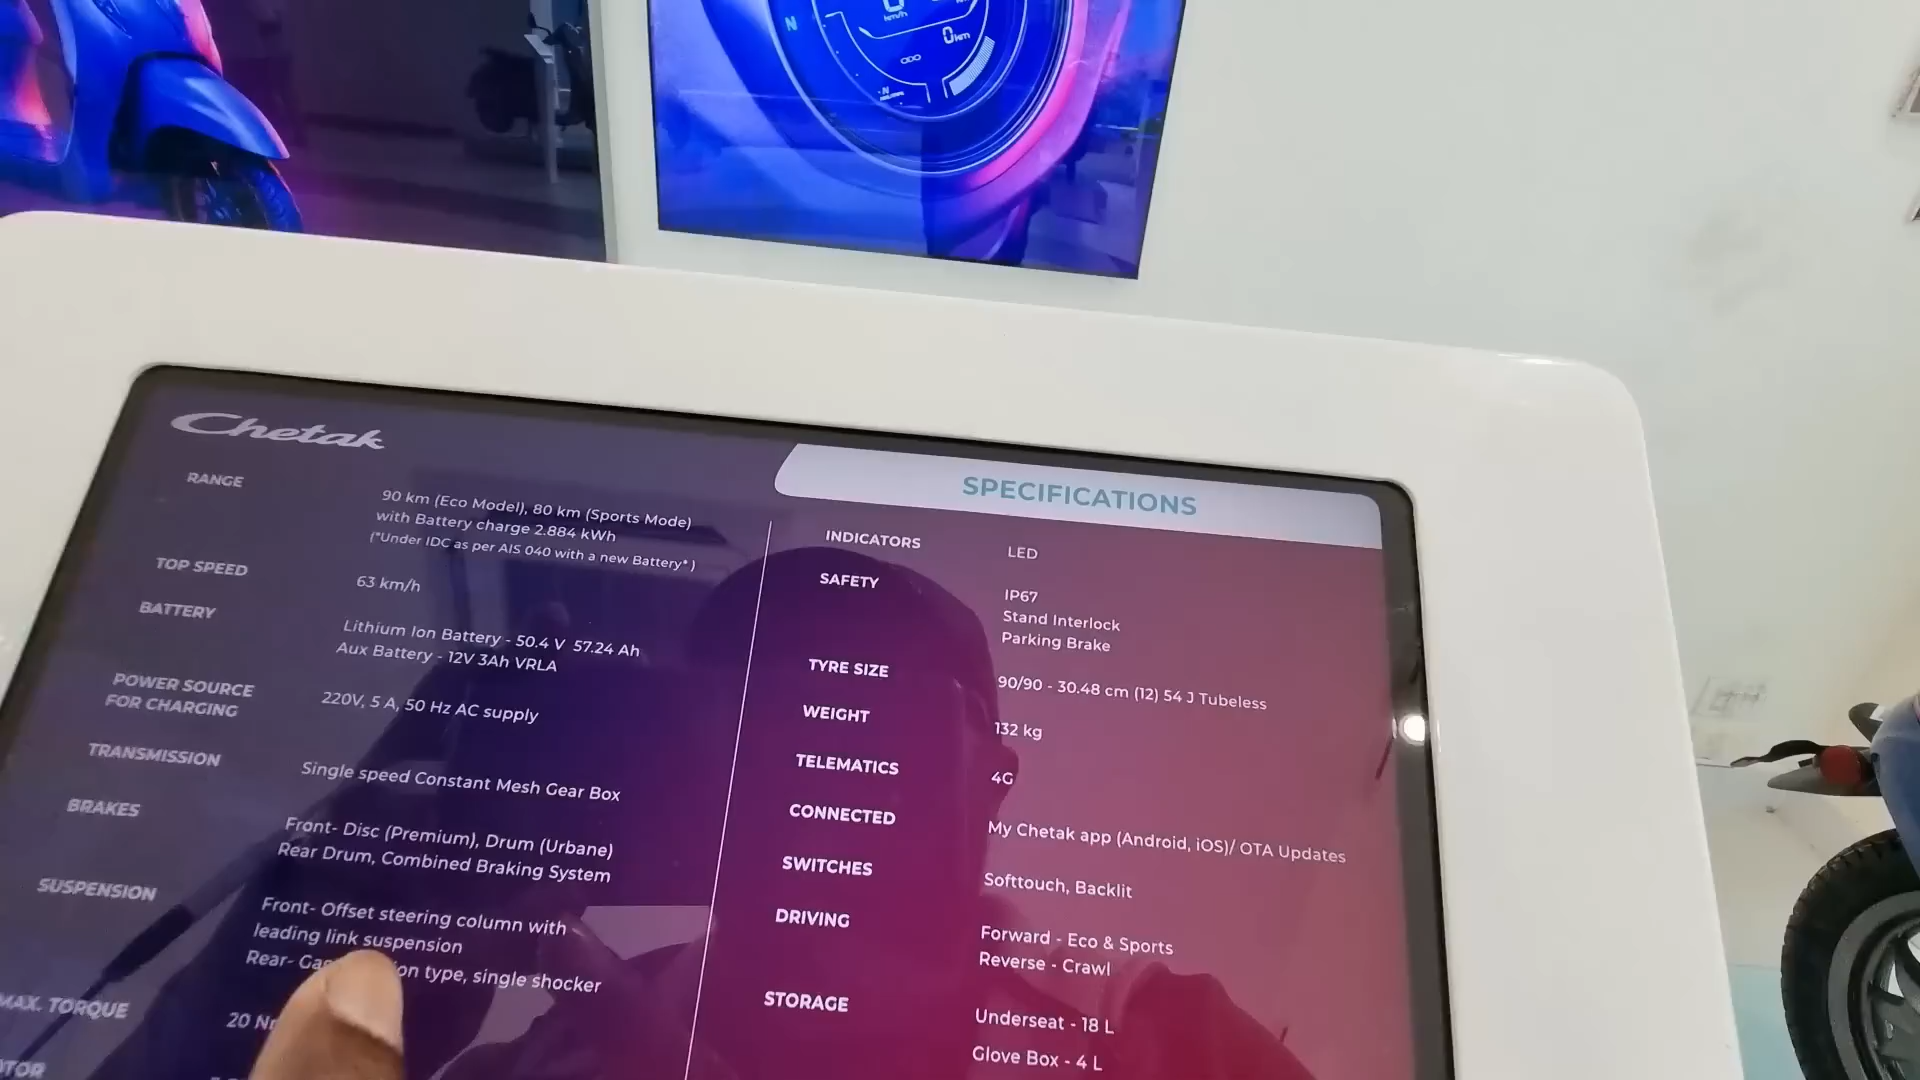 N
km/h
0km
ODO
N
Chetak
SPECIFICATIONS
RANGE
90 km (Eco Model), 80 km (Sports Mode)
with Battery charge 2.884 kWh
(*Under IDC as per AIS 040 with a new Battery*)
TOP SPEED
63 km/h
BATTERY
Lithium Ion Battery - 50.4 V 57.24 Ah
Aux Battery - 12V 3Ah VRLA
POWER SOURCE
FOR CHARGING
220V, 5 A, 50 Hz AC supply
TRANSMISSION
Single speed Constant Mesh Gear Box
BRAKES
Front- Disc (Premium), Drum (Urbane)
Rear Drum, Combined Braking System
SUSPENSION
Front- Offset steering column with
leading link suspension
Rear- type, single shocker
MAX. TORQUE
20
INDICATORS
LED
SAFETY
IP67
Stand Interlock
Parking Brake
TYRE SIZE
90/90 - 30.48 cm (12) 54 J Tubeless
WEIGHT
132 kg
TELEMATICS
4G
CONNECTED
My Chetak app (Android, iOS)/ OTA Updates
SWITCHES
Softtouch, Backlit
DRIVING
Forward - Eco & Sports
Reverse - Crawl
STORAGE
Underseat - 18 L
Glove Box - 4 L